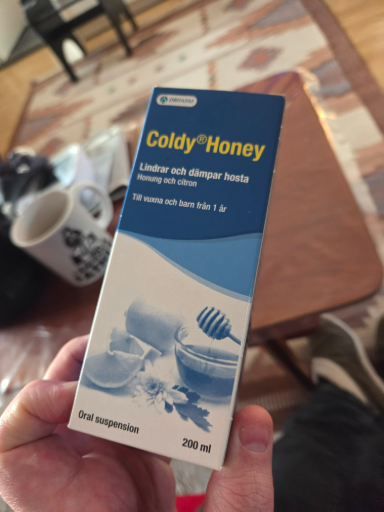 Coldy®Honey
Lindrar och dämpar hosta
Honung och citron
Till vuxna och barn från 1 år
Oral suspension
200 ml